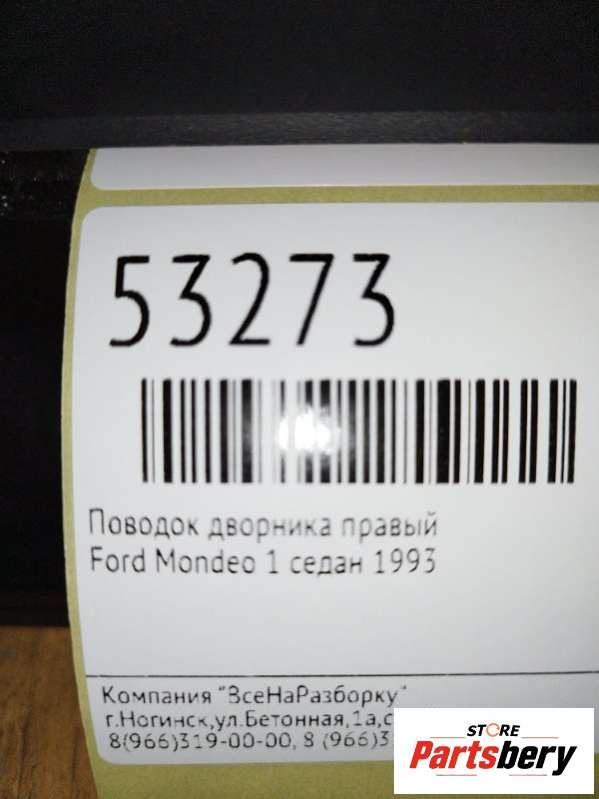 53273
Поводок дворника правый
Ford Mondeo 1 седан 1993
Компания "ВсеНаРазборку"
г.Ногинск,ул.Бетонная,1а,с
8(966)319-00-00, 8 (966)3
STORE
Partsbery